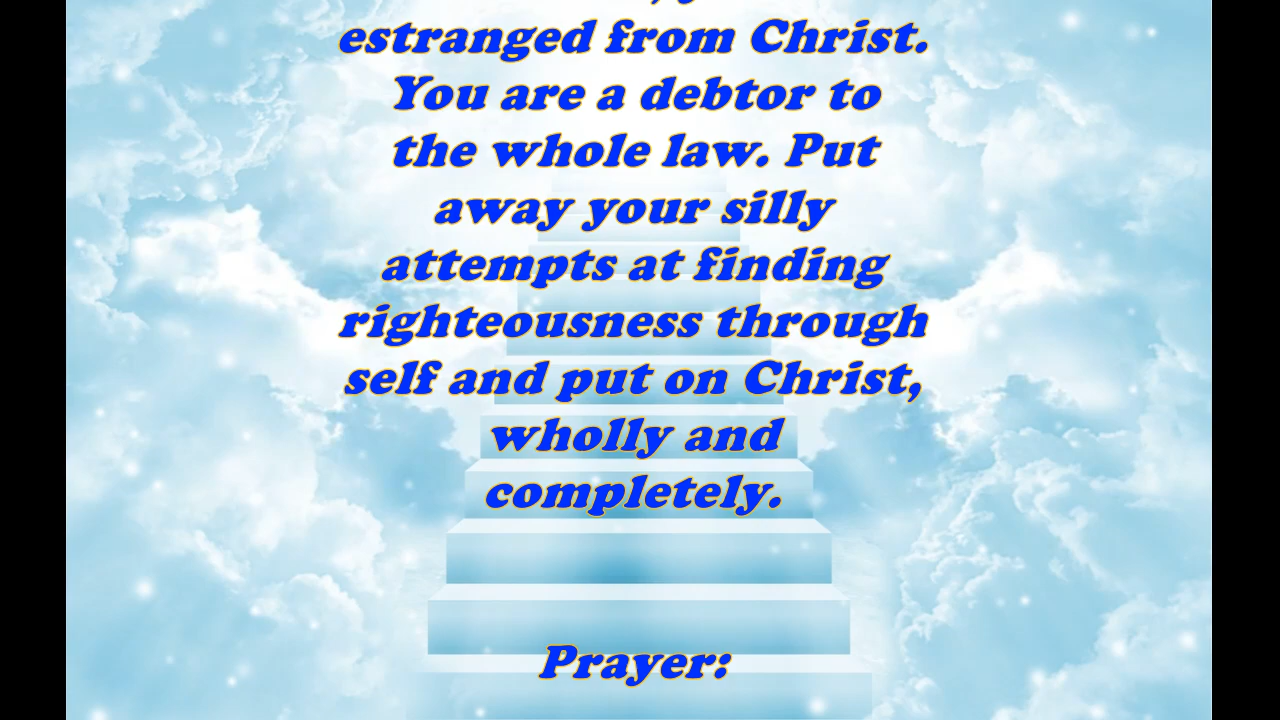 estranged from Christ.
You are a debtor to
the whole law. Put
away your silly
attempts at finding
righteousness through
self and put on Christ,
wholly and
completely.
Prayer: